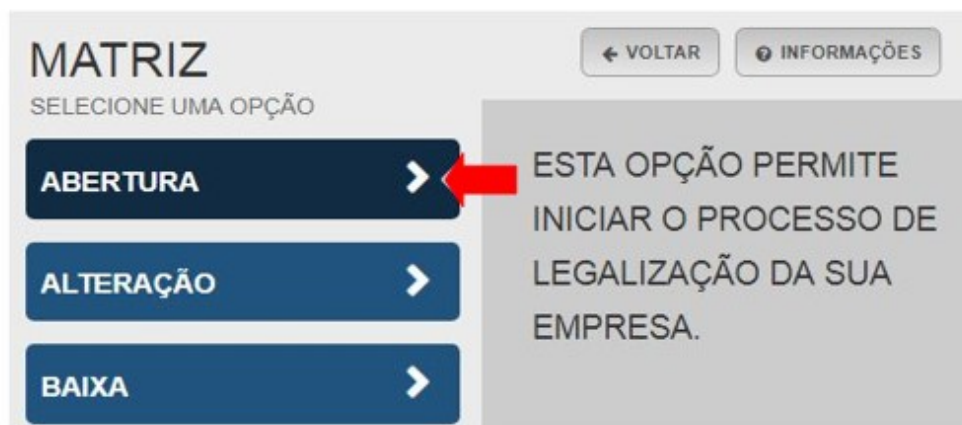 MATRIZ
SELECIONE UMA OPÇÃO
VOLTAR
INFORMAÇÕES
ABERTURA
ALTERAÇÃO
BAIXA
ESTA OPÇÃO PERMITE
INICIAR O PROCESSO DE
LEGALIZAÇÃO DA SUA
EMPRESA.